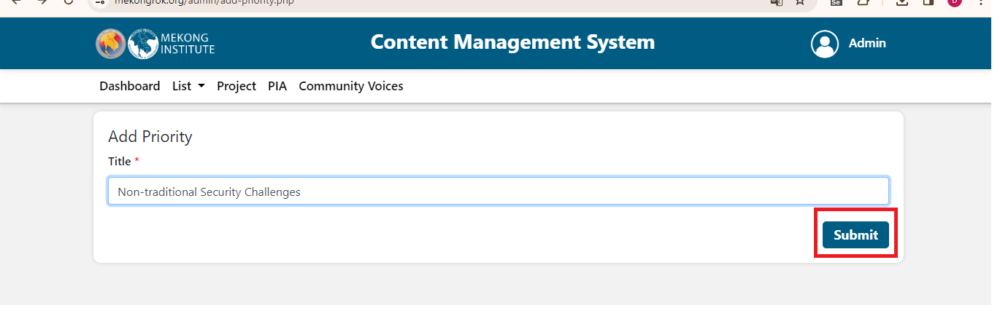 mekongrok.org/admin/add-priority.php
MEKONG
INSTITUTE
Content Management System
Admin
Dashboard List Project PIA Community Voices
Add Priority
Title *
Non-traditional Security Challenges
Submit